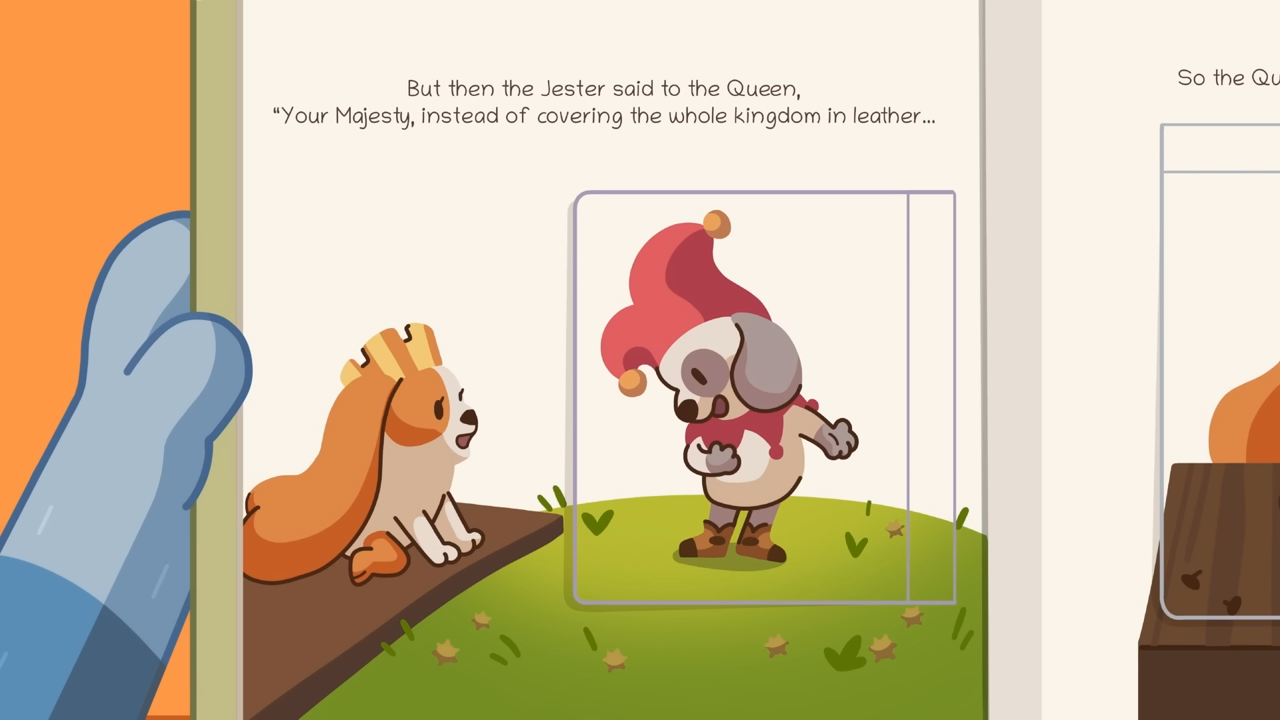 But then the Jester said to the Queen,
“Your Majesty, instead of covering the whole kingdom in leather...
So the